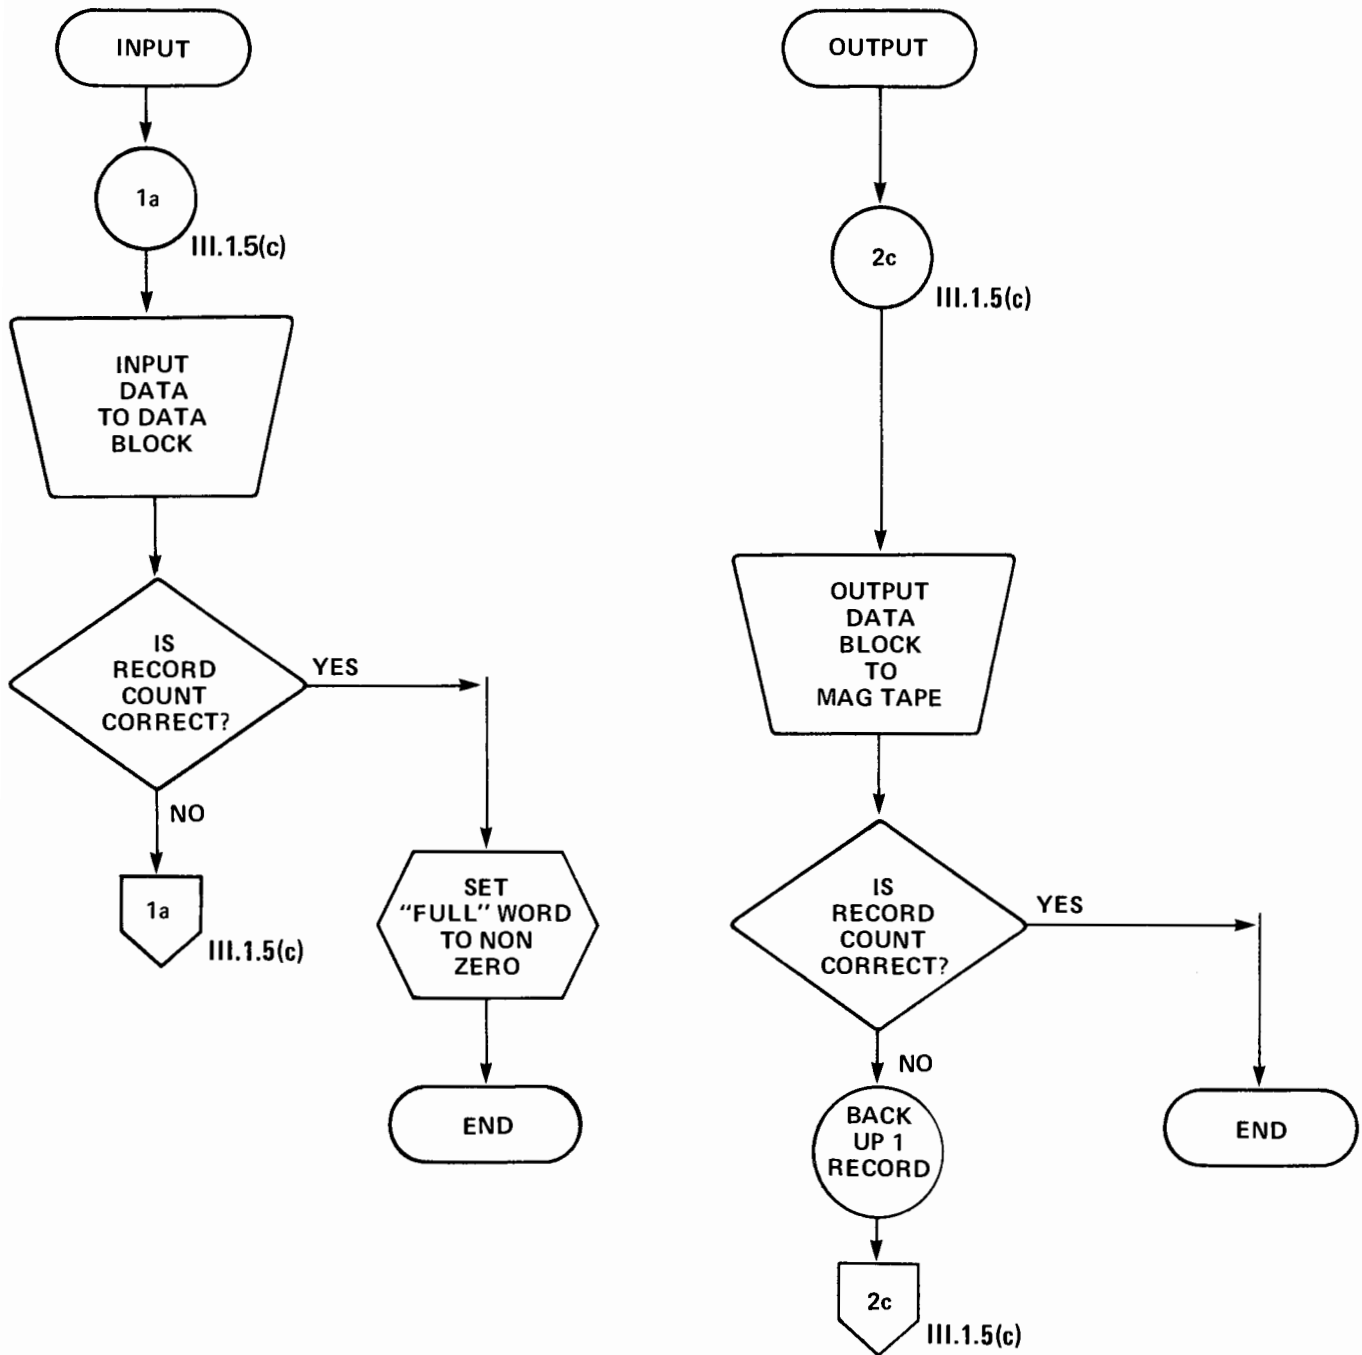 INPUT
1a
III.1.5(c)
INPUT
DATA
TO DATA
BLOCK
IS
RECORD
COUNT
CORRECT?
YES
NO
1a
III.1.5(c)
SET
“FULL” WORD
TO NON
ZERO
END
OUTPUT
2c
III.1.5(c)
OUTPUT
DATA
BLOCK
TO
MAG TAPE
IS
RECORD
COUNT
CORRECT?
YES
NO
BACK
UP 1
RECORD
2c
III.1.5(c)
END